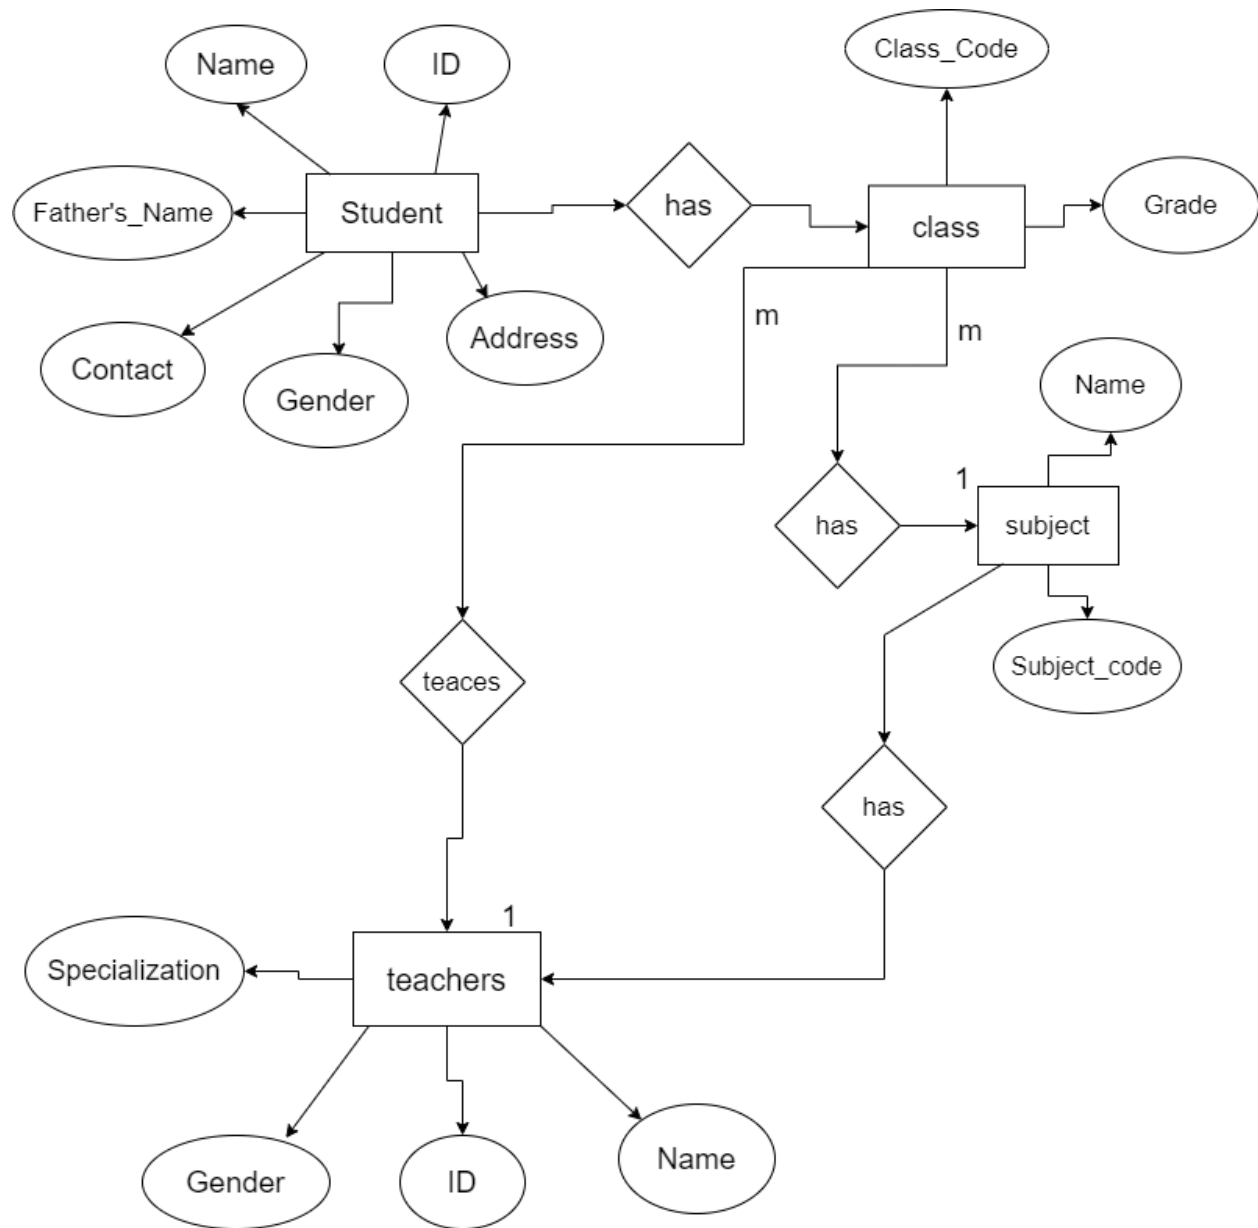 Class_Code
Name
ID
Father's_Name
Student
has
class
Grade
Contact
Gender
Address
m
m
Name
1
has
subject
Subject_code
teaces
has
1
Specialization
teachers
Gender
ID
Name